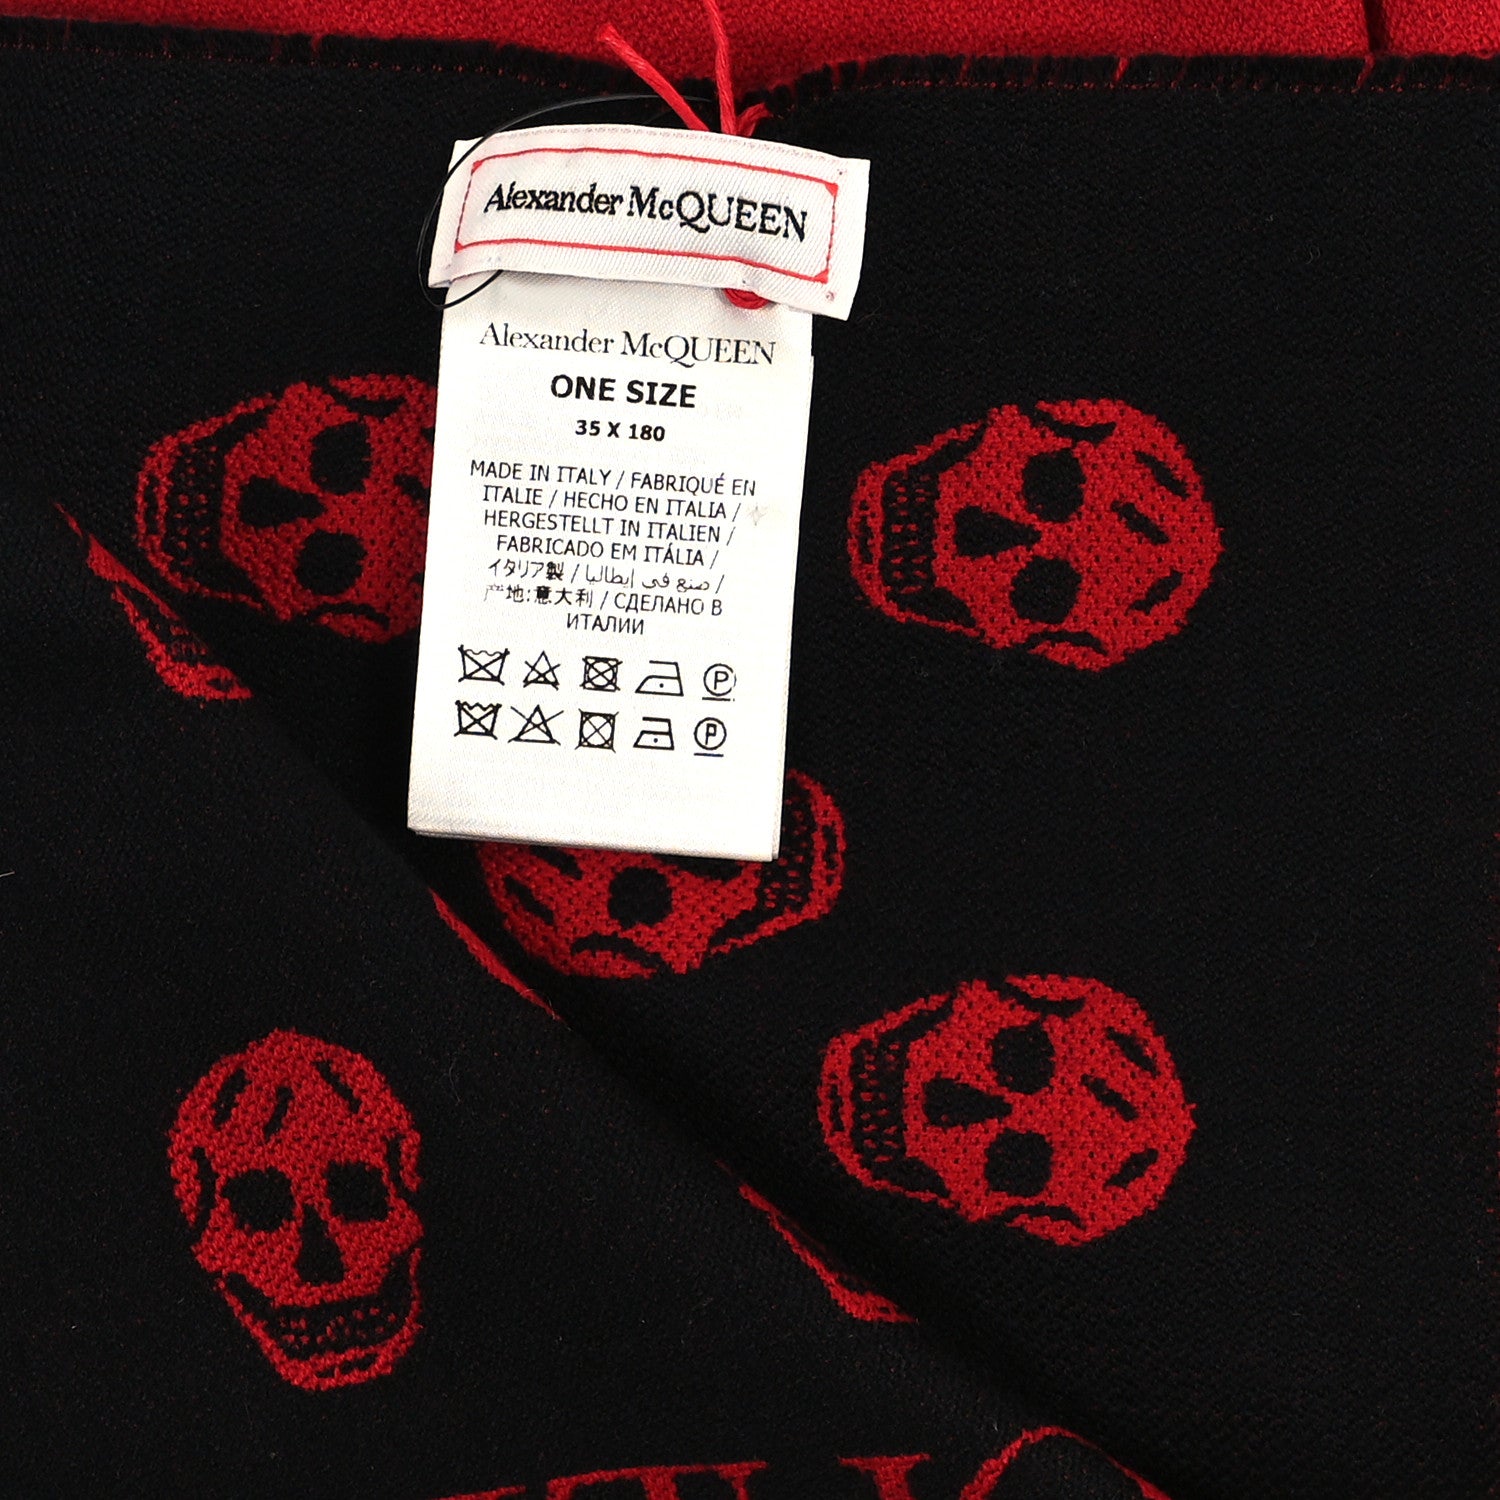 Alexander McQUEEN
Alexander McQUEEN
ONE SIZE
35 X 180
MADE IN ITALY / FABRIQUÉ EN
ITALIE / HECHO EN ITALIA /
HERGESTELLT IN ITALIEN /
FABRICADO EM ITÁLIA /
イタリア製 / صنع في إيطاليا /
产地:意大利 / СДЕЛАНО В
ИТАЛИИ
P
P